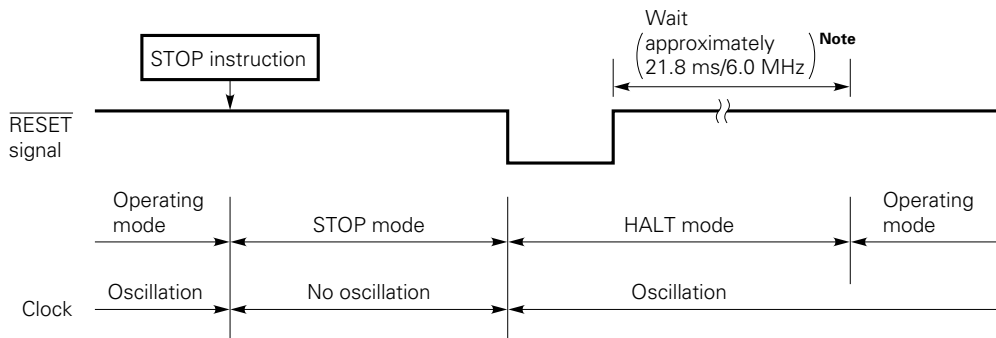 Wait
(approximately
21.8 ms/6.0 MHz) Note
STOP instruction
RESET
signal
Operating
mode
STOP mode
HALT mode
Operating
mode
Clock
Oscillation
No oscillation
Oscillation